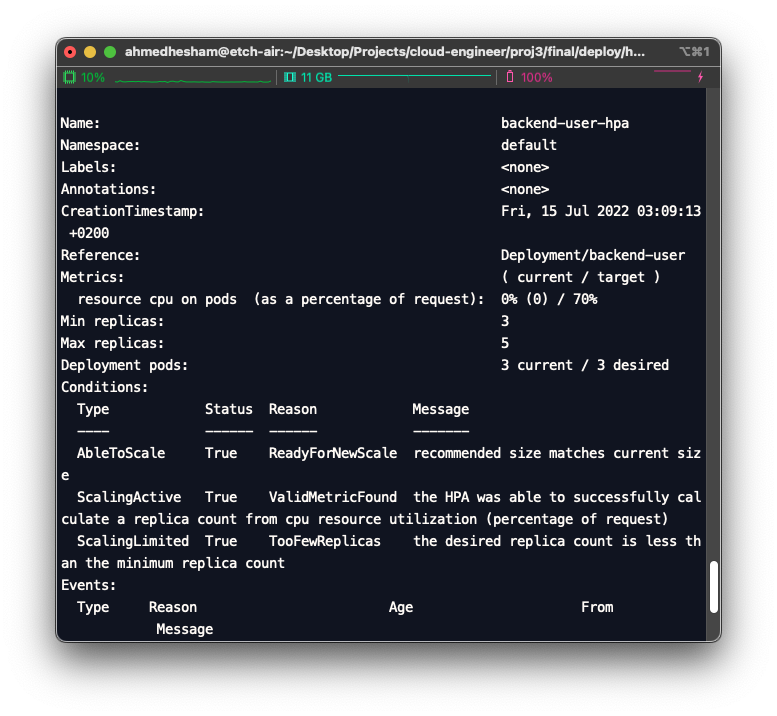 ahmedhesham@etch-air:~/Desktop/Projects/cloud-engineer/proj3/final/deploy/h... ⌥⌘1
10% 11 GB 100%
Name: backend-user-hpa
Namespace: default
Labels: <none>
Annotations: <none>
CreationTimestamp: Fri, 15 Jul 2022 03:09:13
+0200
Reference: Deployment/backend-user
Metrics: ( current / target )
resource cpu on pods (as a percentage of request): 0% (0) / 70%
Min replicas: 3
Max replicas: 5
Deployment pods: 3 current / 3 desired
Conditions:
Type Status Reason Message
---- ------ ------ -------
AbleToScale True ReadyForNewScale recommended size matches current siz
e
ScalingActive True ValidMetricFound the HPA was able to successfully cal
culate a replica count from cpu resource utilization (percentage of request)
ScalingLimited True TooFewReplicas the desired replica count is less th
an the minimum replica count
Events:
Type Reason Age From
Message